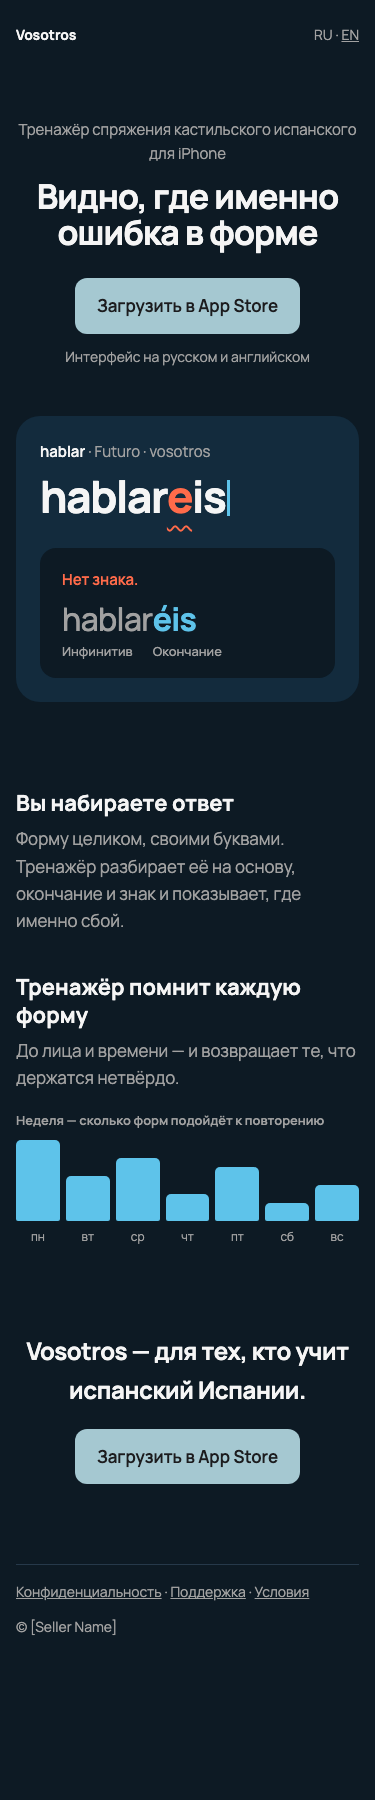 Vosotros
RU · EN
Тренажёр спряжения кастильского испанского
для iPhone
Видно, где именно
ошибка в форме
Загрузить в App Store
Интерфейс на русском и английском
hablar · Futuro · vosotros
hablareis
Нет знака.
hablaréis
Инфинитив Окончание
Вы набираете ответ
Форму целиком, своими буквами.
Тренажёр разбирает её на основу,
окончание и знак и показывает, где
именно сбой.
Тренажёр помнит каждую
форму
До лица и времени — и возвращает те, что
держатся нетвёрдо.
Неделя — сколько форм подойдёт к повторению
пн вт ср чт пт сб вс
Vosotros — для тех, кто учит
испанский Испании.
Загрузить в App Store
Конфиденциальность · Поддержка · Условия
© [Seller Name]